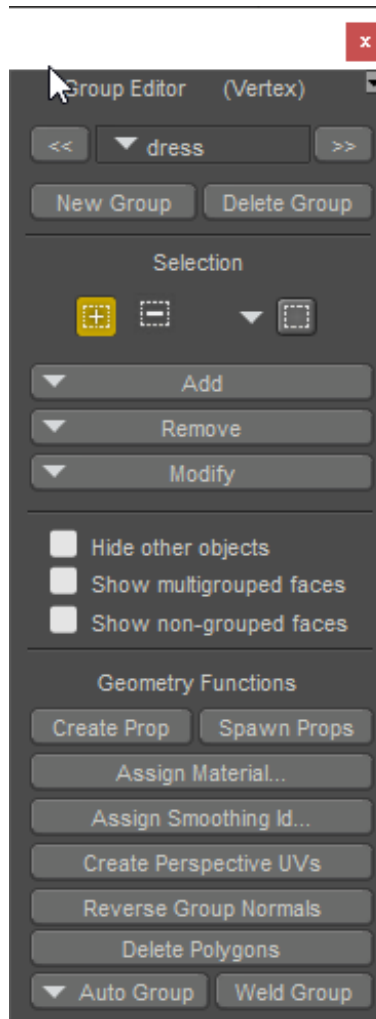 x
Group Editor (Vertex)
<< dress >>
New Group Delete Group
Selection
Add
Remove
Modify
Hide other objects
Show multigrouped faces
Show non-grouped faces
Geometry Functions
Create Prop Spawn Props
Assign Material...
Assign Smoothing Id...
Create Perspective UVs
Reverse Group Normals
Delete Polygons
Auto Group Weld Group